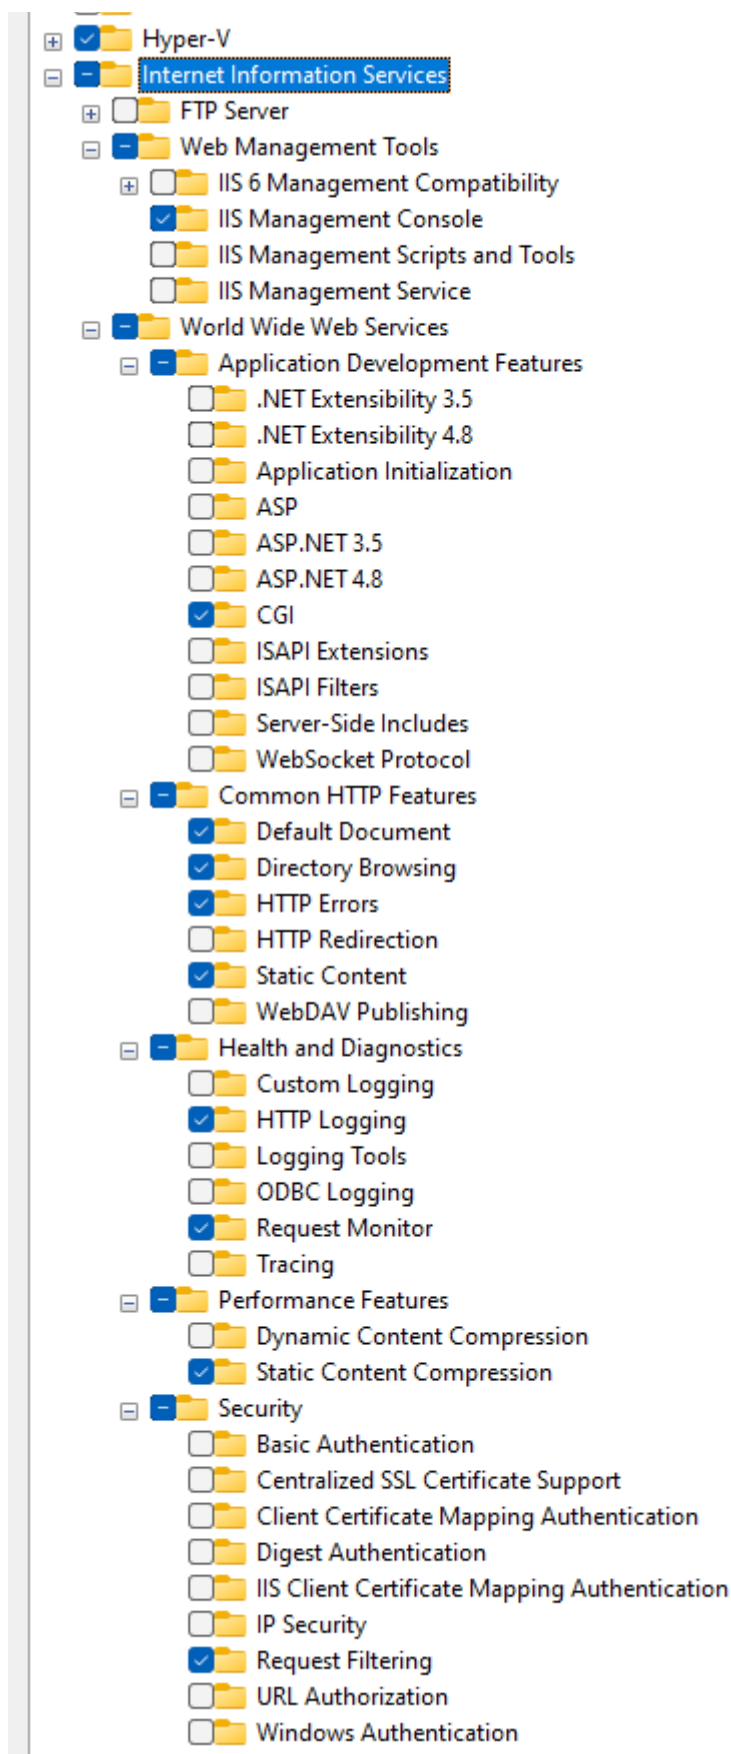 Hyper-V
Internet Information Services
FTP Server
Web Management Tools
IIS 6 Management Compatibility
IIS Management Console
IIS Management Scripts and Tools
IIS Management Service
World Wide Web Services
Application Development Features
.NET Extensibility 3.5
.NET Extensibility 4.8
Application Initialization
ASP
ASP.NET 3.5
ASP.NET 4.8
CGI
ISAPI Extensions
ISAPI Filters
Server-Side Includes
WebSocket Protocol
Common HTTP Features
Default Document
Directory Browsing
HTTP Errors
HTTP Redirection
Static Content
WebDAV Publishing
Health and Diagnostics
Custom Logging
HTTP Logging
Logging Tools
ODBC Logging
Request Monitor
Tracing
Performance Features
Dynamic Content Compression
Static Content Compression
Security
Basic Authentication
Centralized SSL Certificate Support
Client Certificate Mapping Authentication
Digest Authentication
IIS Client Certificate Mapping Authentication
IP Security
Request Filtering
URL Authorization
Windows Authentication